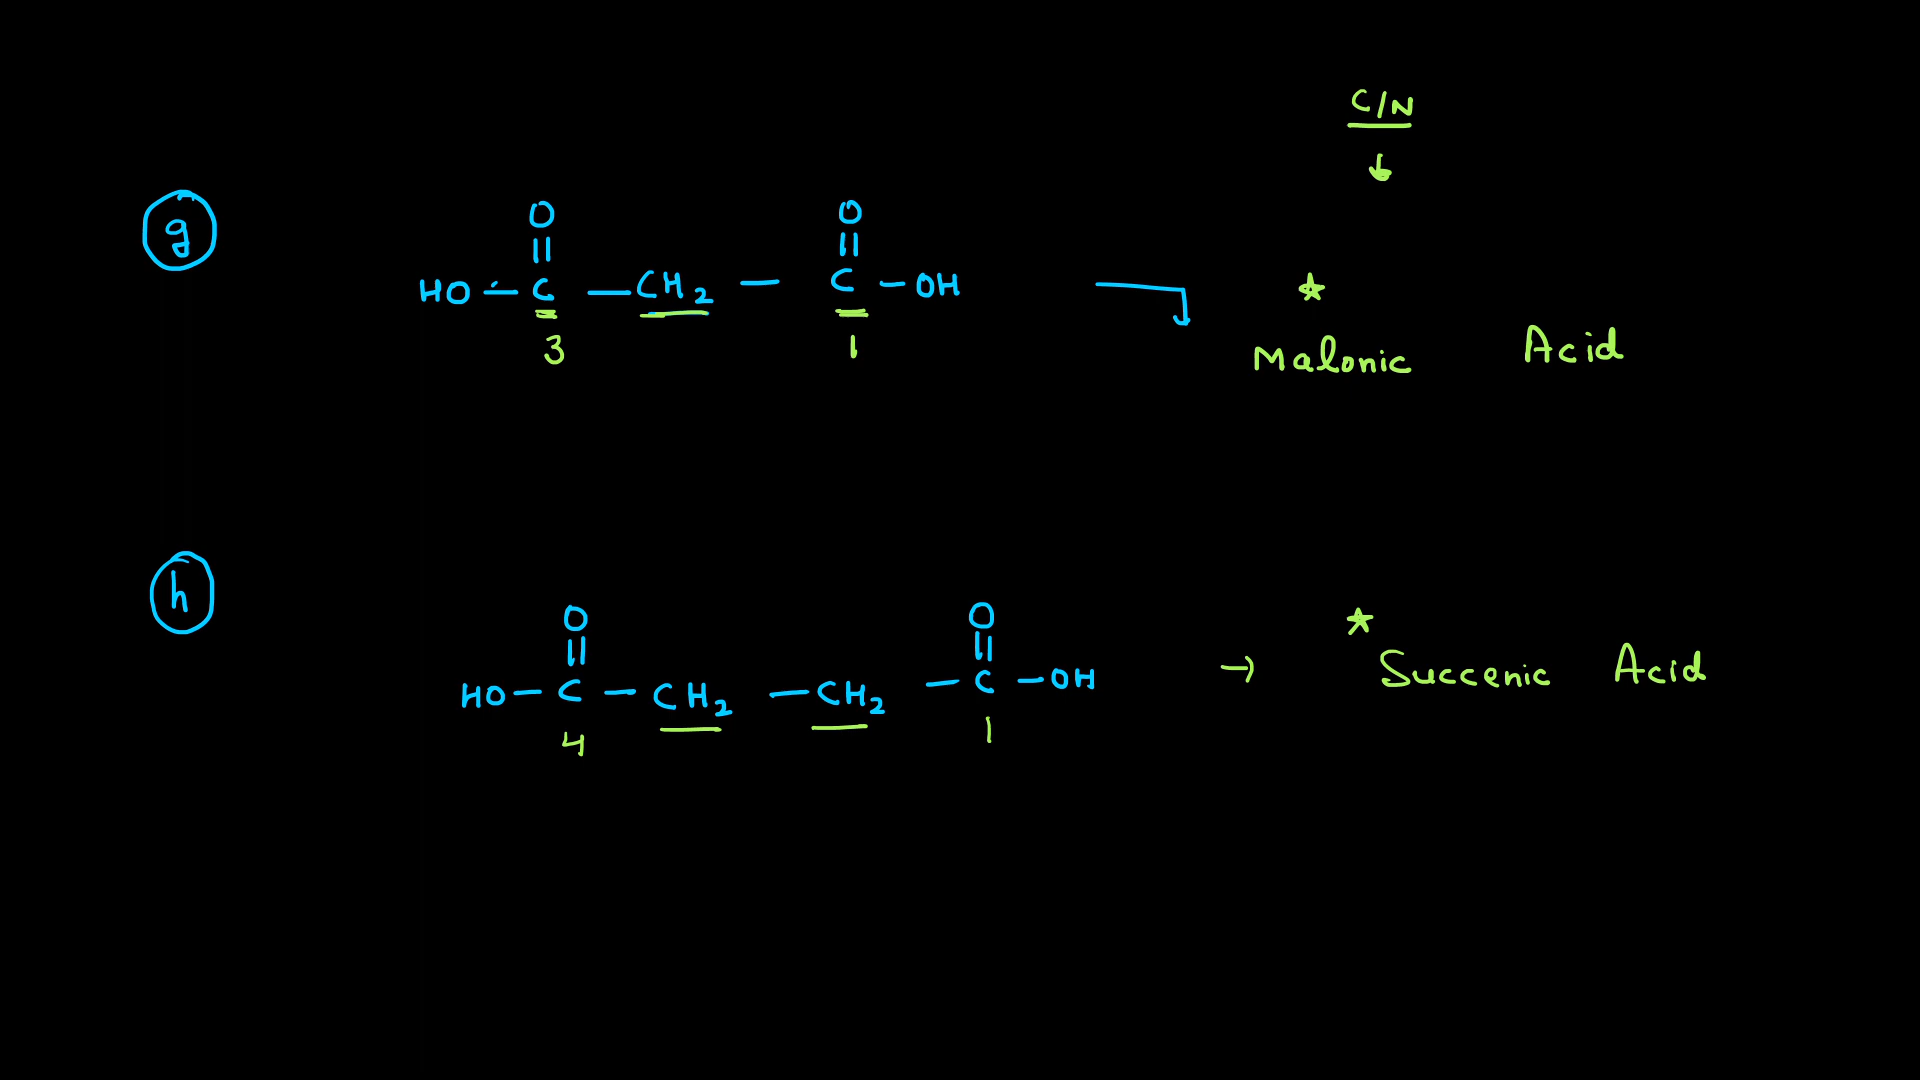 C/N
g
O O
|| ||
HO - C - CH2 - C - OH
3 1
Malonic Acid
h
O O
|| ||
HO - C - CH2 - CH2 - C - OH → Succenic Acid
4 1